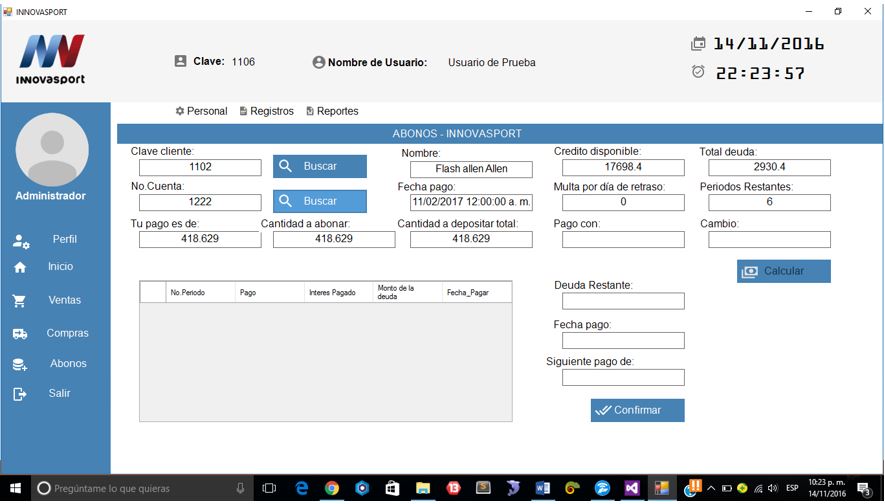 INNOVASPORT
INNOVASPORT
Clave: 1106
Nombre de Usuario: Usuario de Prueba
14/11/2016
22:23:57
Personal Registros Reportes
ABONOS - INNOVASPORT
Administrador
Perfil
Inicio
Ventas
Compras
Abonos
Salir
Clave cliente:
1102
Buscar
Nombre:
Flash allen Allen
Credito disponible:
17698.4
Total deuda:
2930.4
No.Cuenta:
1222
Buscar
Fecha pago:
11/02/2017 12:00:00 a. m.
Multa por día de retraso:
0
Periodos Restantes:
6
Tu pago es de:
418.629
Cantidad a abonar:
418.629
Cantidad a depositar total:
418.629
Pago con:
Cambio:
Calcular
No.Periodo Pago Interes Pagado Monto de la deuda Fecha_Pagar
Deuda Restante:
Fecha pago:
Siguiente pago de:
Confirmar
Pregúntame lo que quieras
ESP
10:23 p. m.
14/11/2016
3